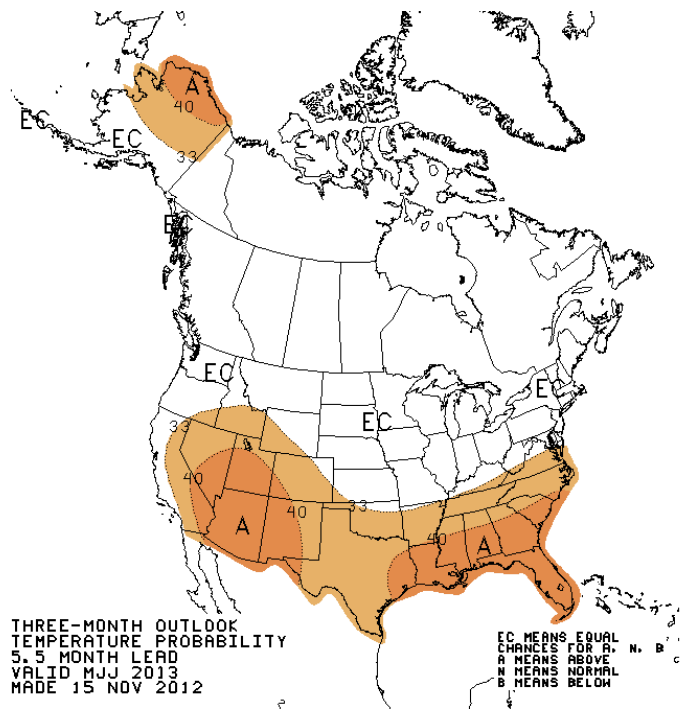 A
40
EC
EC
33
EC
EC
EC
EC
33
40
33
40
A
40
A
THREE-MONTH OUTLOOK
TEMPERATURE PROBABILITY
5.5 MONTH LEAD
VALID MJJ 2013
MADE 15 NOV 2012
EC MEANS EQUAL
CHANCES FOR A, N, B
A MEANS ABOVE
N MEANS NORMAL
B MEANS BELOW